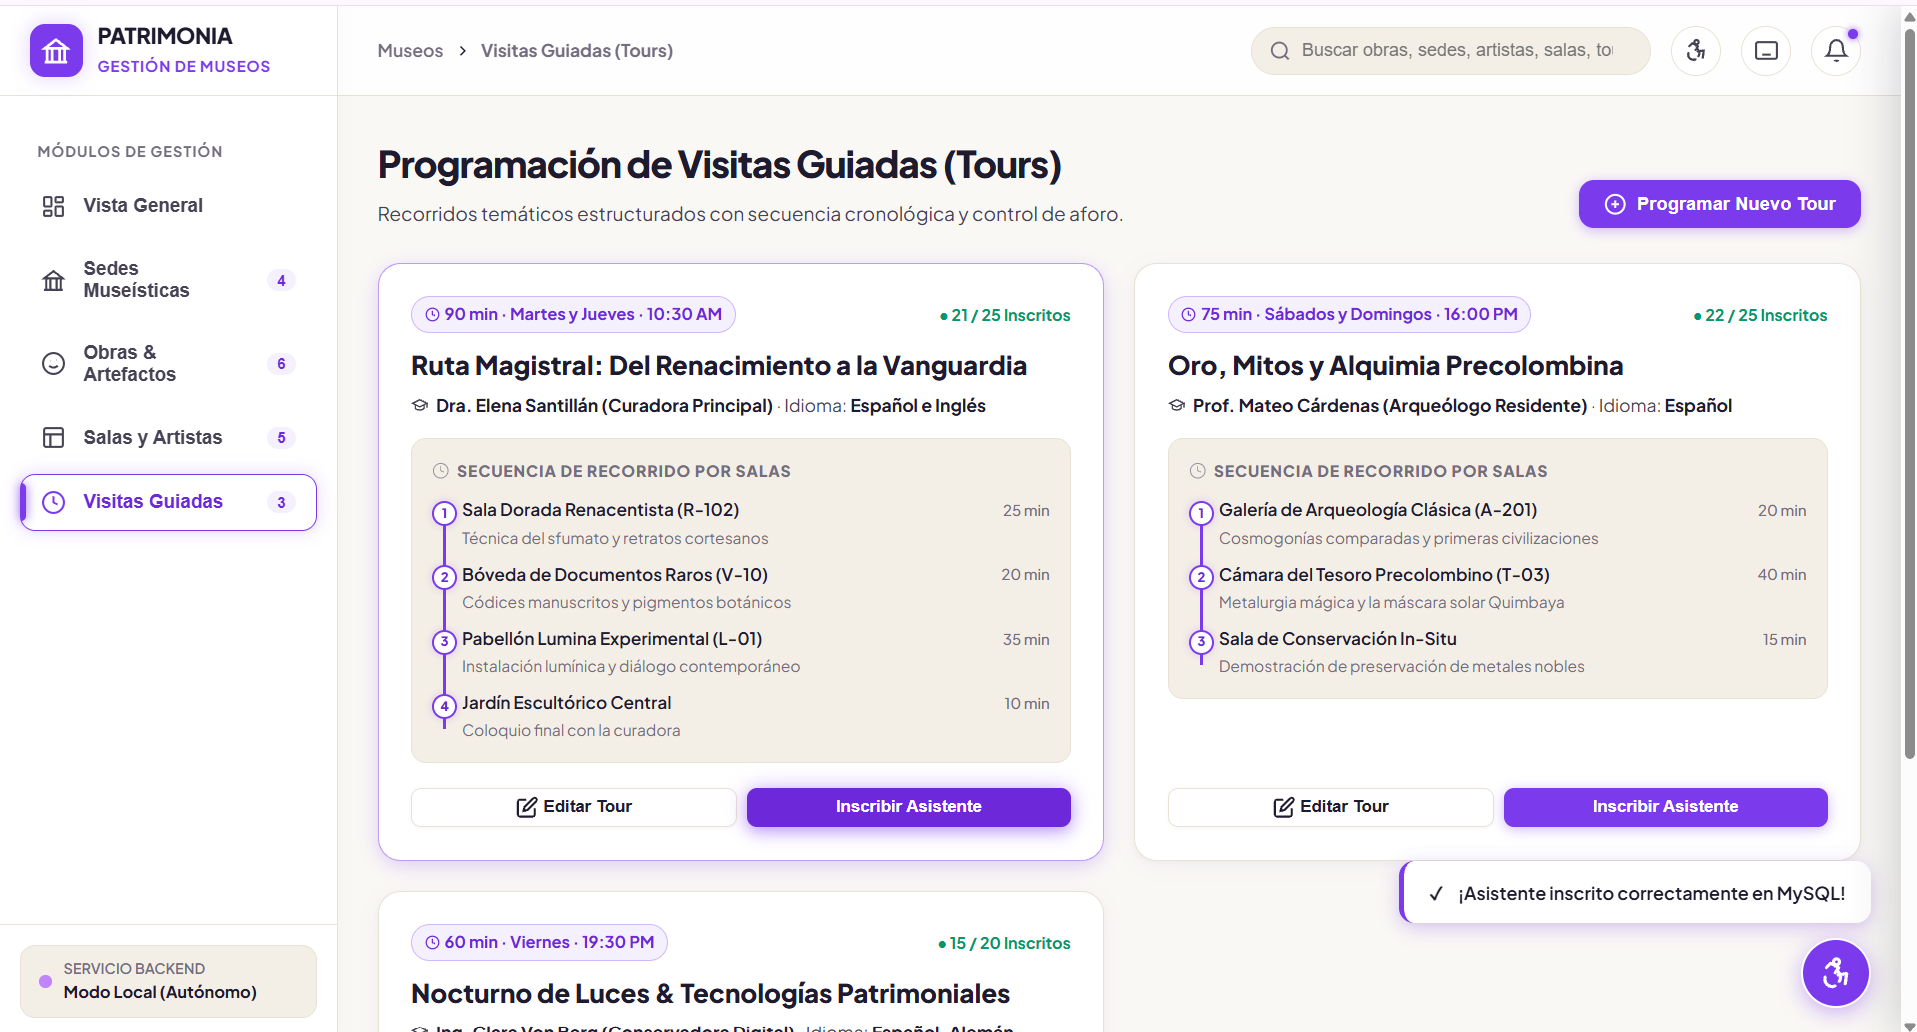 PATRIMONIA
GESTIÓN DE MUSEOS
Museos > Visitas Guiadas (Tours)
Buscar obras, sedes, artistas, salas, to
MÓDULOS DE GESTIÓN
Vista General
Sedes
Museísticas
4
Obras &
Artefactos
6
Salas y Artistas
5
Visitas Guiadas
3
SERVICIO BACKEND
Modo Local (Autónomo)
Programación de Visitas Guiadas (Tours)
Recorridos temáticos estructurados con secuencia cronológica y control de aforo.
Programar Nuevo Tour
90 min · Martes y Jueves · 10:30 AM
● 21 / 25 Inscritos
Ruta Magistral: Del Renacimiento a la Vanguardia
Dra. Elena Santillán (Curadora Principal) · Idioma: Español e Inglés
SECUENCIA DE RECORRIDO POR SALAS
1 Sala Dorada Renacentista (R-102) 25 min
Técnica del sfumato y retratos cortesanos
2 Bóveda de Documentos Raros (V-10) 20 min
Códices manuscritos y pigmentos botánicos
3 Pabellón Lumina Experimental (L-01) 35 min
Instalación lumínica y diálogo contemporáneo
4 Jardín Escultórico Central 10 min
Coloquio final con la curadora
Editar Tour
Inscribir Asistente
75 min · Sábados y Domingos · 16:00 PM
● 22 / 25 Inscritos
Oro, Mitos y Alquimia Precolombina
Prof. Mateo Cárdenas (Arqueólogo Residente) · Idioma: Español
SECUENCIA DE RECORRIDO POR SALAS
1 Galería de Arqueología Clásica (A-201) 20 min
Cosmogonías comparadas y primeras civilizaciones
2 Cámara del Tesoro Precolombino (T-03) 40 min
Metalurgia mágica y la máscara solar Quimbaya
3 Sala de Conservación In-Situ 15 min
Demostración de preservación de metales nobles
Editar Tour
Inscribir Asistente
60 min · Viernes · 19:30 PM
● 15 / 20 Inscritos
Nocturno de Luces & Tecnologías Patrimoniales
Ing. Clara Von Berg (Conservadora Digital) · Idioma: Español, Alemán
✓ ¡Asistente inscrito correctamente en MySQL!